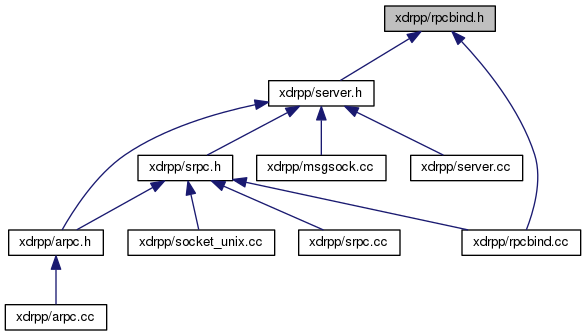 xdrpp/rpcbind.h
xdrpp/server.h
xdrpp/srpc.h
xdrpp/msgsock.cc
xdrpp/server.cc
xdrpp/arpc.h
xdrpp/socket_unix.cc
xdrpp/srpc.cc
xdrpp/rpcbind.cc
xdrpp/arpc.cc